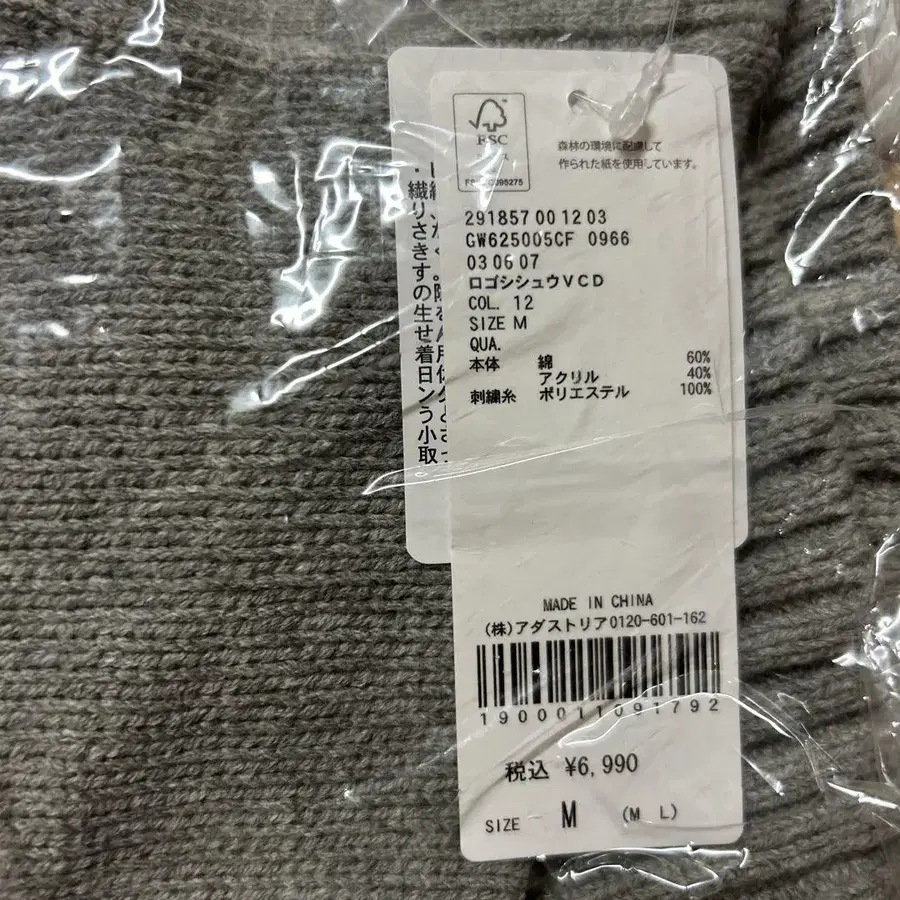 FSC
森林の環境に配慮して
作られた紙を使用しています。
291857 00 12 03
GW625005CF 0966
03 06 07
ロゴシシュウVCD
COL. 12
SIZE M
QUA.
本体 綿 60%
アクリル 40%
刺繍糸 ポリエステル 100%
MADE IN CHINA
(株)アダストリア0120-601-162
1900011091792
税込 ¥6,990
SIZE M (M L)